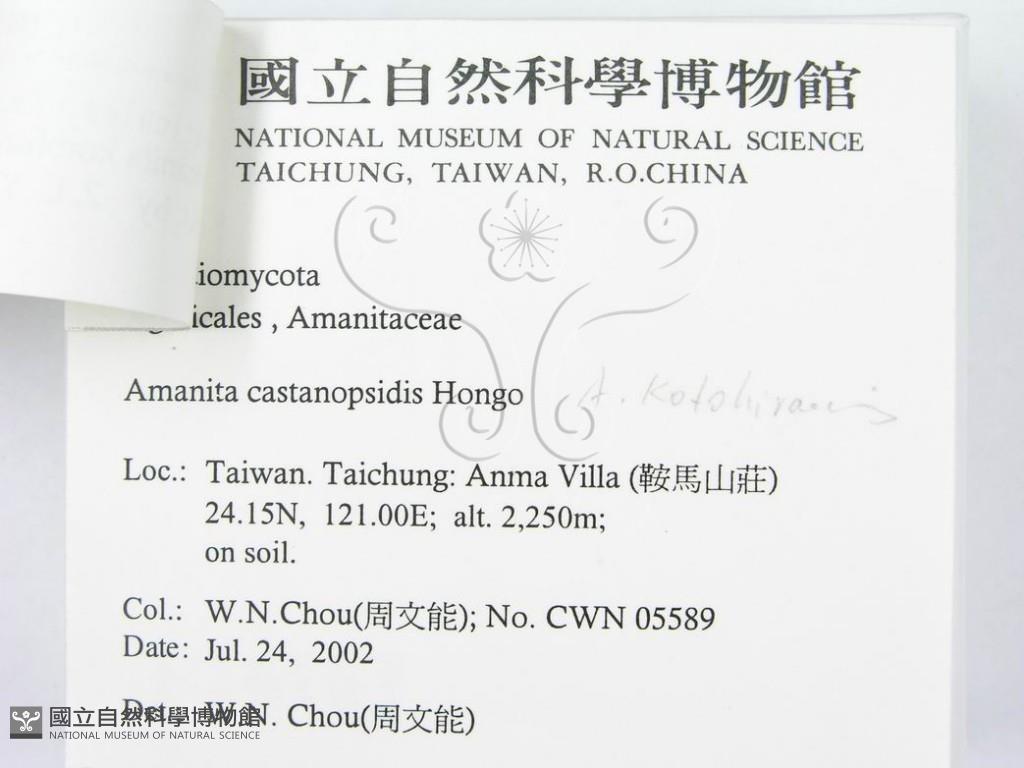 國立自然科學博物館
NATIONAL MUSEUM OF NATURAL SCIENCE
TAICHUNG, TAIWAN, R.O.CHINA
iomycota
icales , Amanitaceae
Amanita castanopsidis Hongo A.
Loc.: Taiwan. Taichung: Anma Villa (鞍馬山莊)
24.15N, 121.00E; alt. 2,250m;
on soil.
Col.: W.N.Chou(周文能); No. CWN 05589
Date: Jul. 24, 2002
Det.: W.N. Chou(周文能)
國立自然科學博物館
NATIONAL MUSEUM OF NATURAL SCIENCE